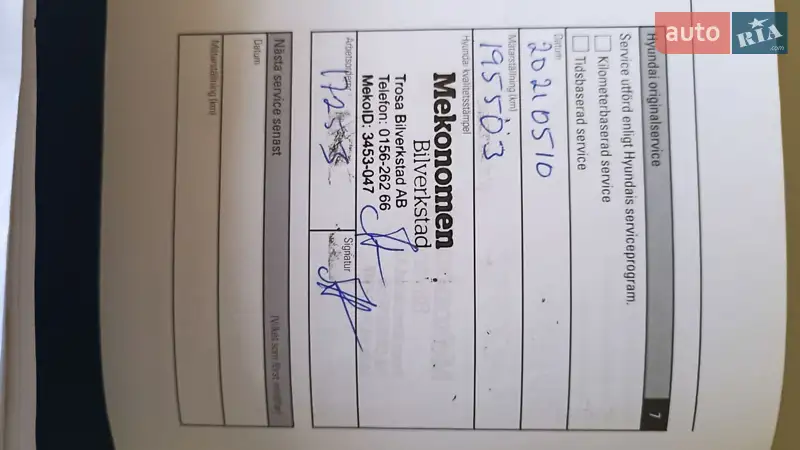 auto RIA .com
Hyundai originalservice 7
Service utförd enligt Hyundais serviceprogram.
Kilometerbaserad service
Tidsbaserad service
Datum
20210510
Mätarställning (km)
195503
Hyundai kvalitetsstämpel
Mekonomen
Bilverkstad
Trosa Bilverkstad AB
Telefon: 0156-262 66
MekoID: 3453-047
Arbetsorder
Signatur
Nästa service senast
Datum
Mätarställning (km)